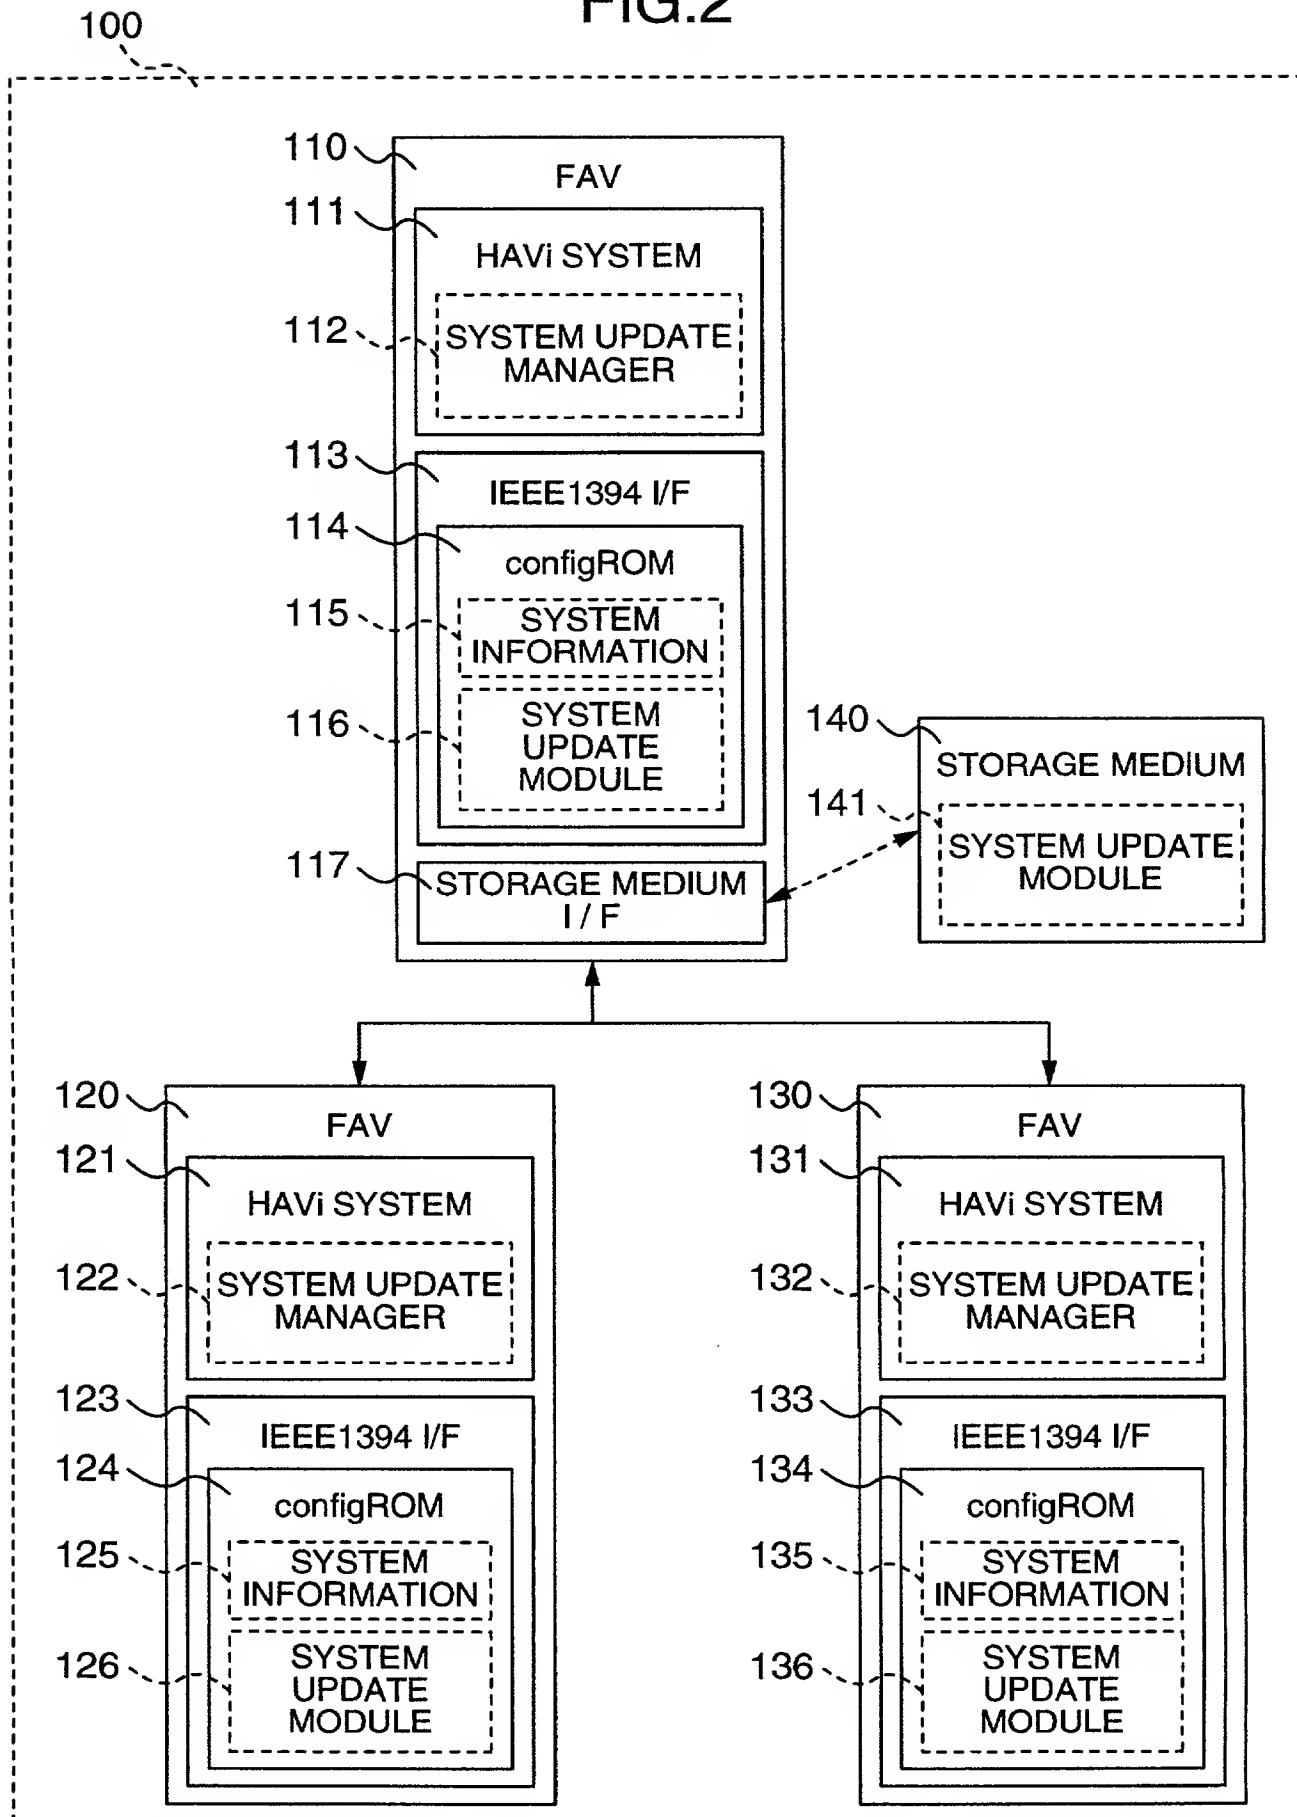 FIG.2
100
110
FAV
111
HAVi SYSTEM
112
SYSTEM UPDATE
MANAGER
113
IEEE1394 I/F
114
configROM
115
SYSTEM
INFORMATION
116
SYSTEM
UPDATE
MODULE
117
STORAGE MEDIUM
I / F
140
STORAGE MEDIUM
141
SYSTEM UPDATE
MODULE
120
FAV
121
HAVi SYSTEM
122
SYSTEM UPDATE
MANAGER
123
IEEE1394 I/F
124
configROM
125
SYSTEM
INFORMATION
126
SYSTEM
UPDATE
MODULE
130
FAV
131
HAVi SYSTEM
132
SYSTEM UPDATE
MANAGER
133
IEEE1394 I/F
134
configROM
135
SYSTEM
INFORMATION
136
SYSTEM
UPDATE
MODULE